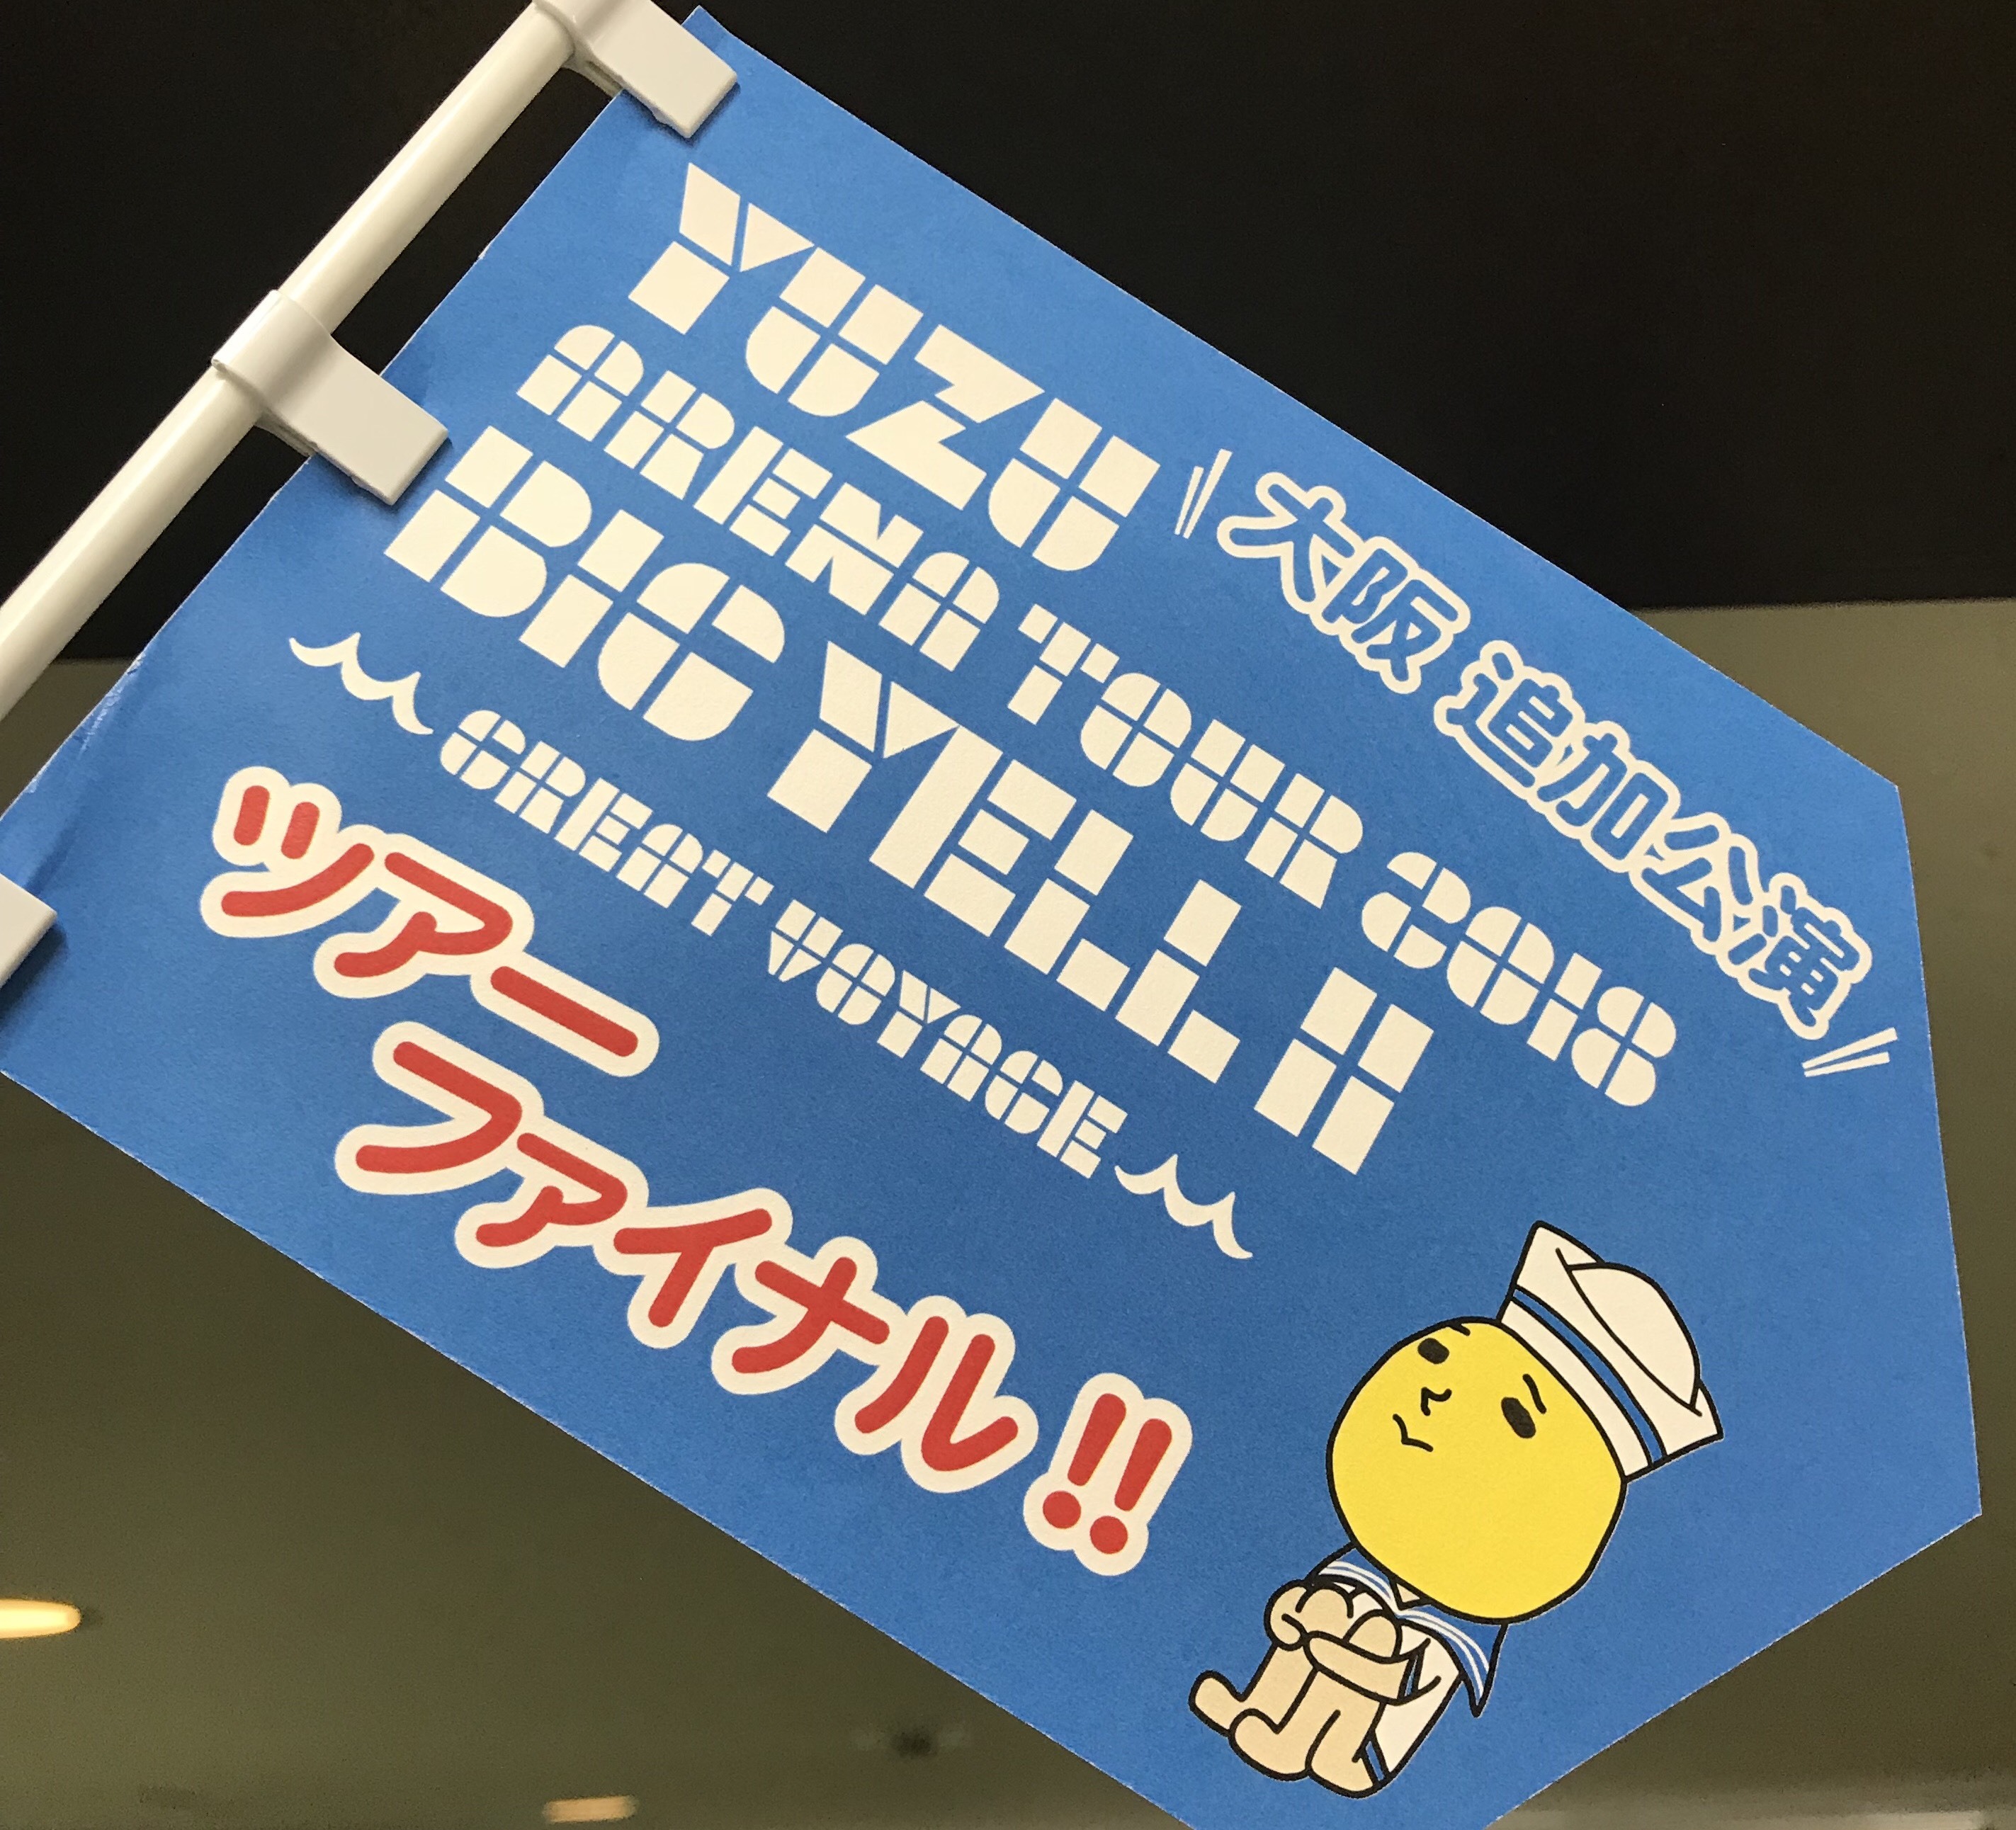 YUZU
大阪 追加公演
ARENA TOUR 2018
BIG YELL II
GREAT VOYAGE
ツアー
ファイナル!!